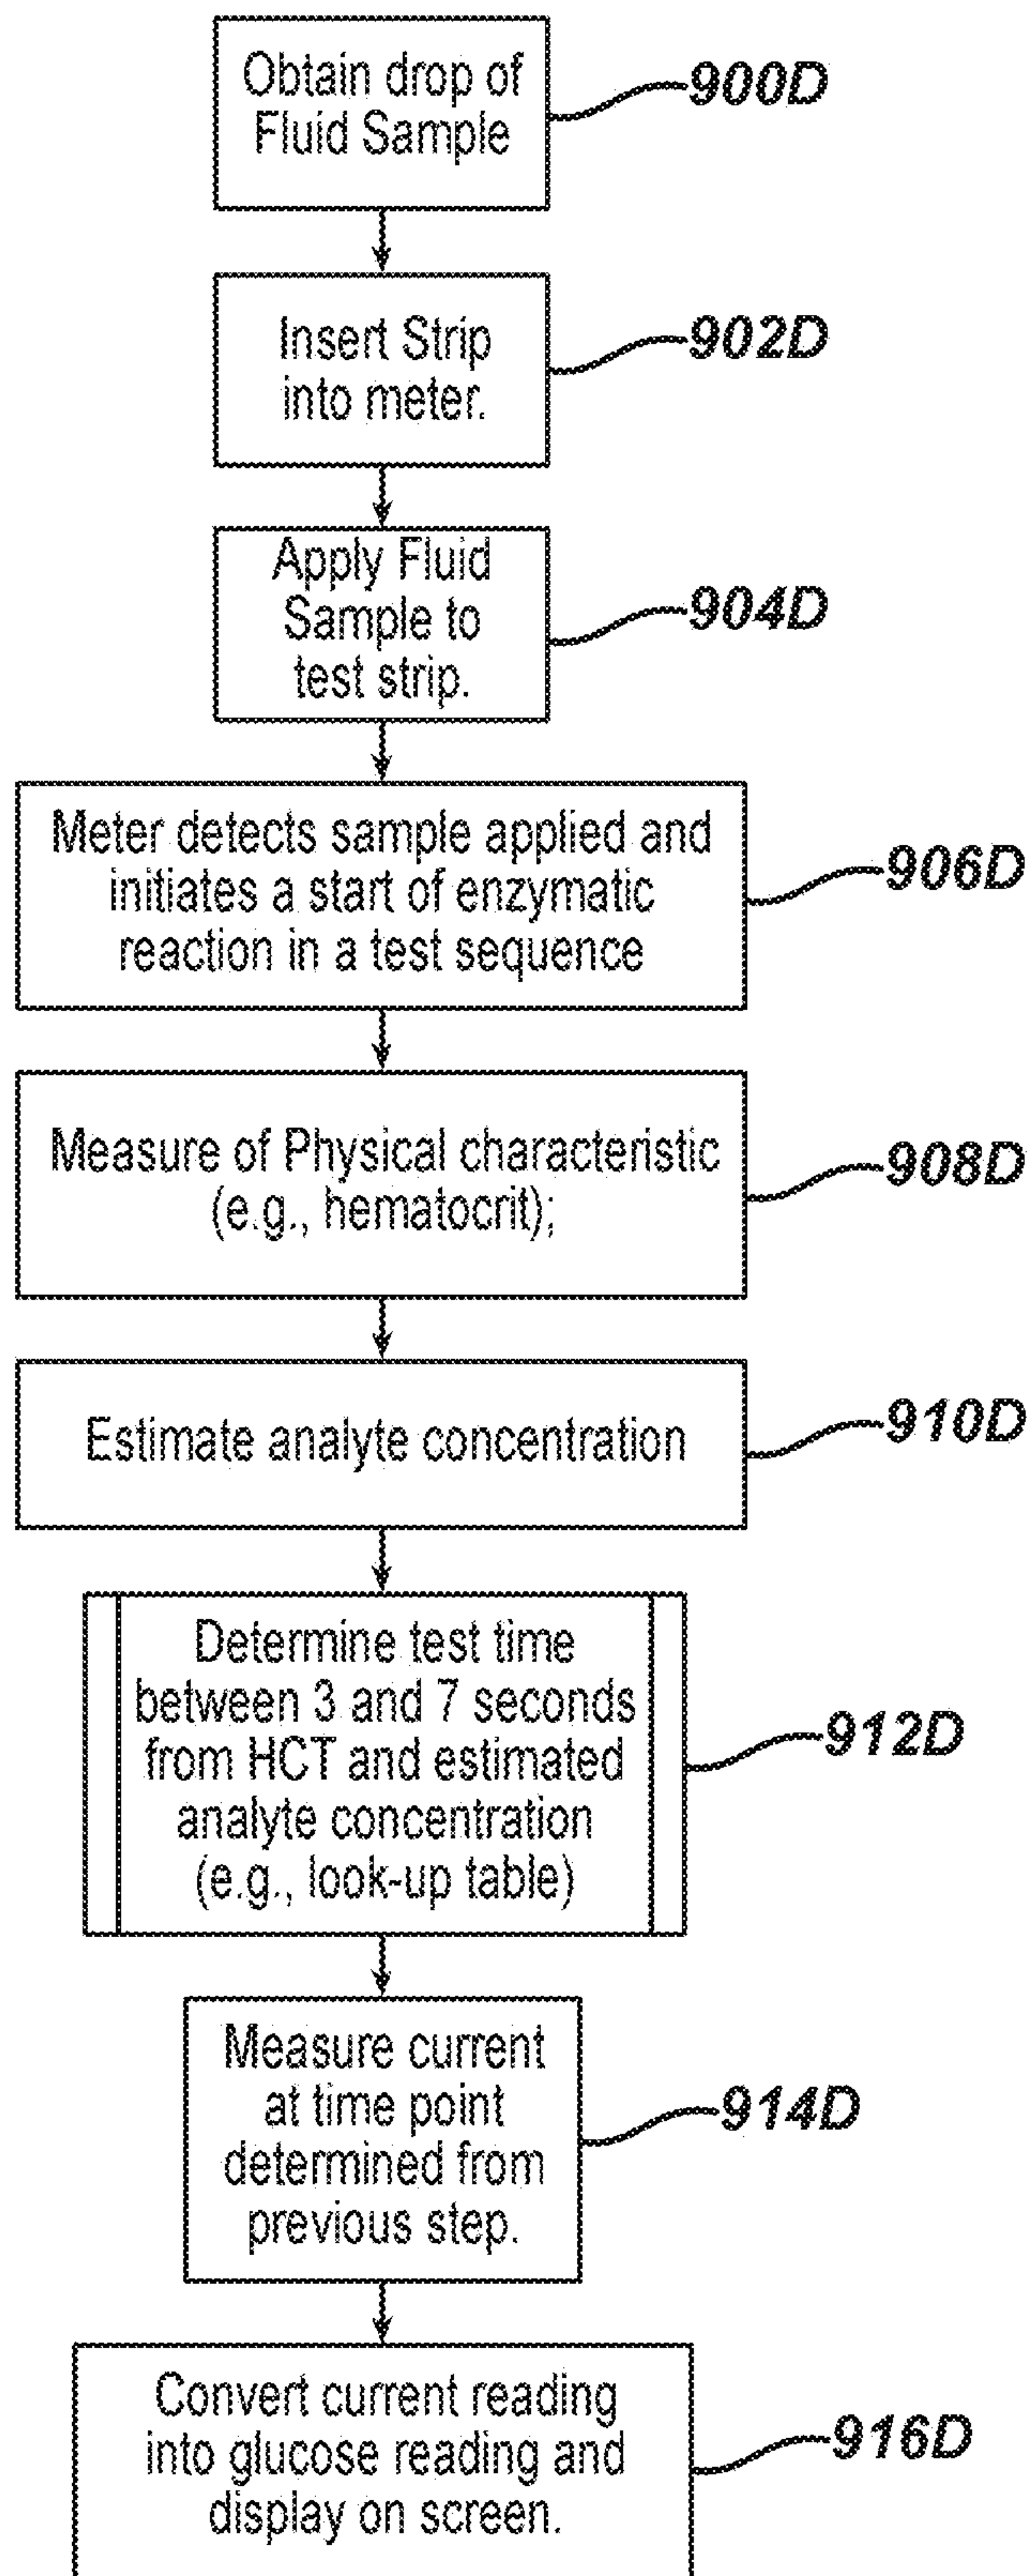 Obtain drop of
Fluid Sample
900D
Insert Strip
into meter.
902D
Apply Fluid
Sample to
test strip.
904D
Meter detects sample applied and
initiates a start of enzymatic
reaction in a test sequence
906D
Measure of Physical characteristic
(e.g., hematocrit);
908D
Estimate analyte concentration
910D
Determine test time
between 3 and 7 seconds
from HCT and estimated
analyte concentration
(e.g., look-up table)
912D
Measure current
at time point
determined from
previous step.
914D
Convert current reading
into glucose reading and
display on screen.
916D